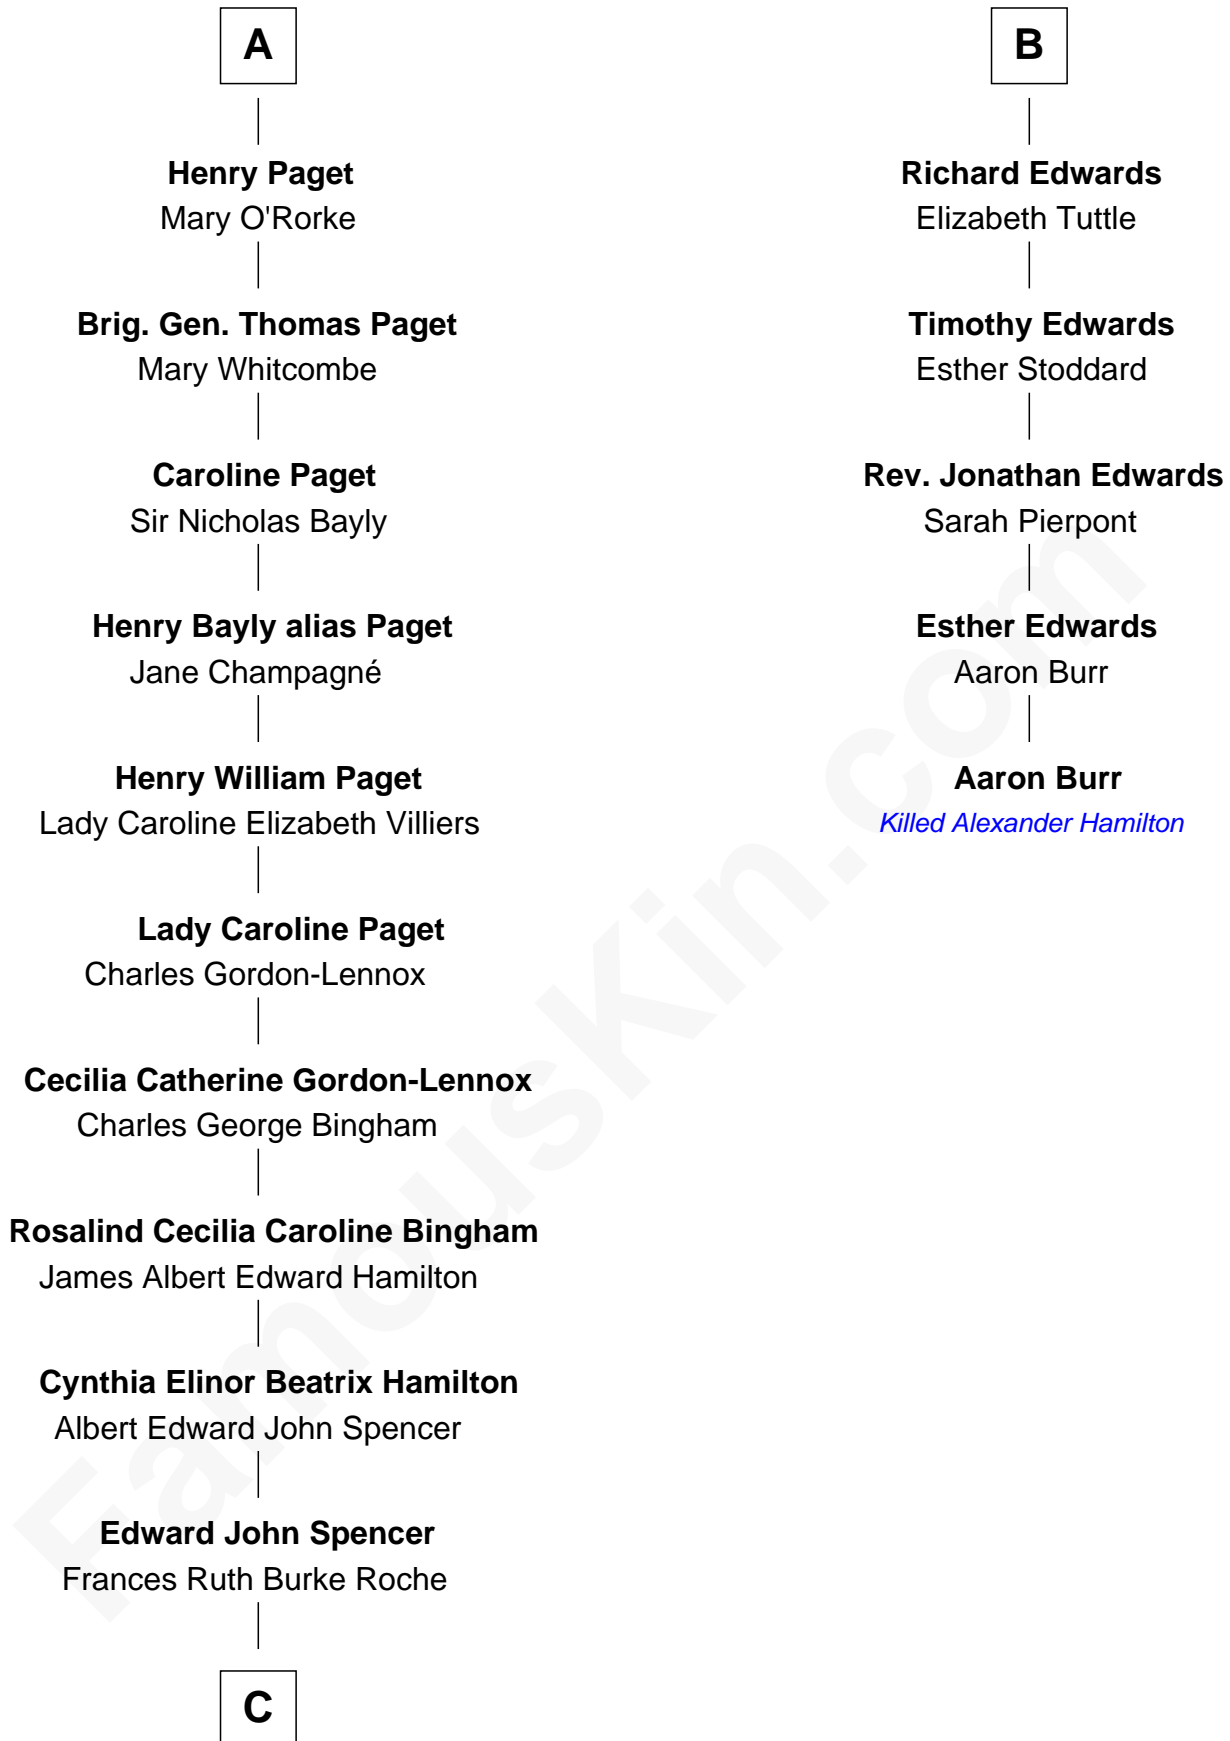 A
Henry Paget
Mary O'Rorke
Brig. Gen. Thomas Paget
Mary Whitcombe
Caroline Paget
Sir Nicholas Bayly
Henry Bayly alias Paget
Jane Champagné
Henry William Paget
Lady Caroline Elizabeth Villiers
Lady Caroline Paget
Charles Gordon-Lennox
Cecilia Catherine Gordon-Lennox
Charles George Bingham
Rosalind Cecilia Caroline Bingham
James Albert Edward Hamilton
Cynthia Elinor Beatrix Hamilton
Albert Edward John Spencer
Edward John Spencer
Frances Ruth Burke Roche
C
B
Richard Edwards
Elizabeth Tuttle
Timothy Edwards
Esther Stoddard
Rev. Jonathan Edwards
Sarah Pierpont
Esther Edwards
Aaron Burr
Aaron Burr
Killed Alexander Hamilton
FamousKin.com